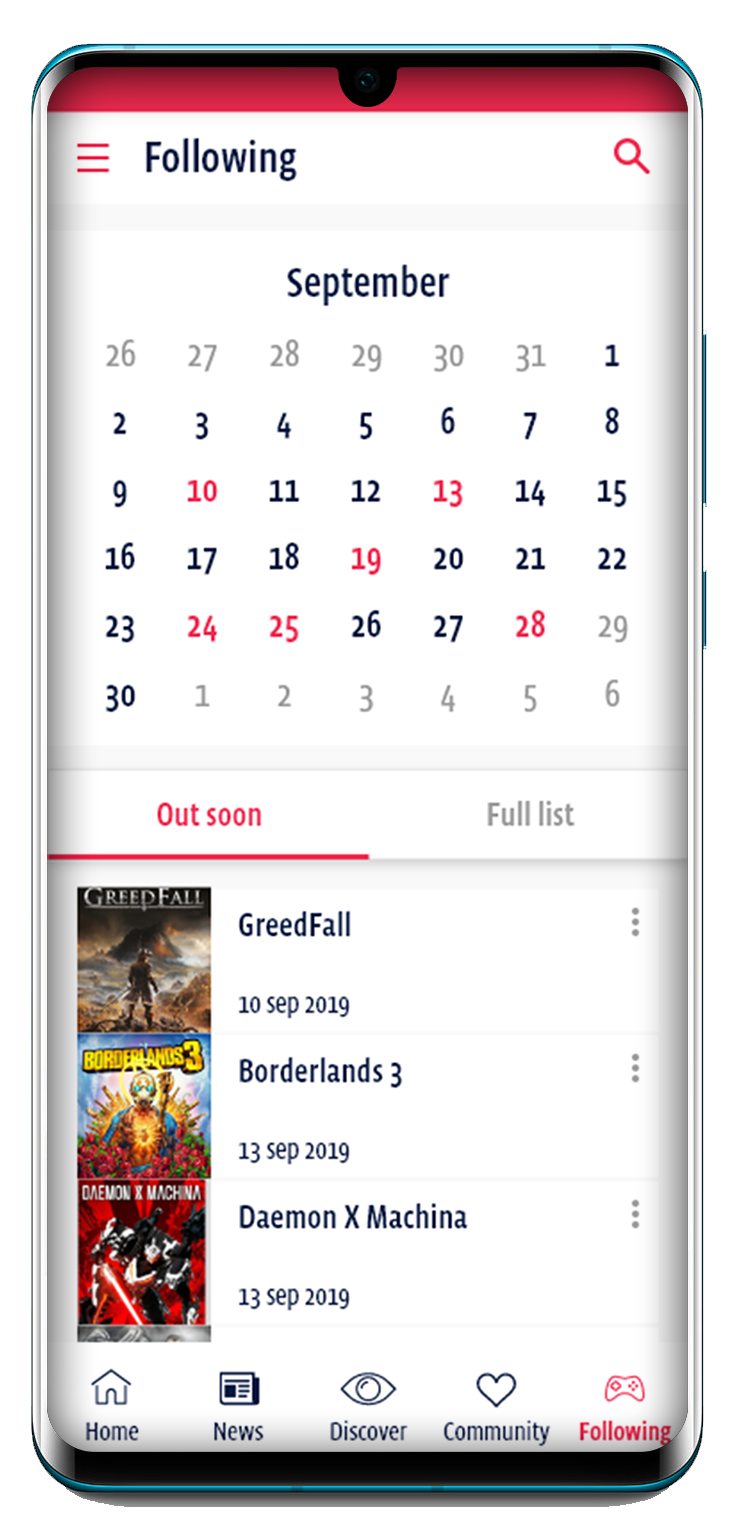 Following
September
26 27 28 29 30 31 1
2 3 4 5 6 7 8
9 10 11 12 13 14 15
16 17 18 19 20 21 22
23 24 25 26 27 28 29
30 1 2 3 4 5 6
Out soon Full list
GREEDFALL
GreedFall
10 sep 2019
BORDERLANDS 3
Borderlands 3
13 sep 2019
DAEMON X MACHINA
Daemon X Machina
13 sep 2019
Home News Discover Community Following